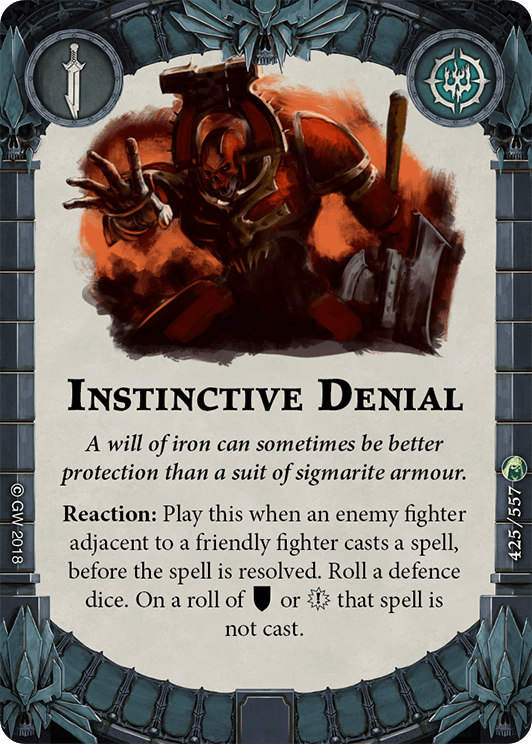 INSTINCTIVE DENIAL
A will of iron can sometimes be better
protection than a suit of sigmarite armour.
Reaction: Play this when an enemy fighter
adjacent to a friendly fighter casts a spell,
before the spell is resolved. Roll a defence
dice. On a roll of or that spell is
not cast.
© GW 2018
425/557